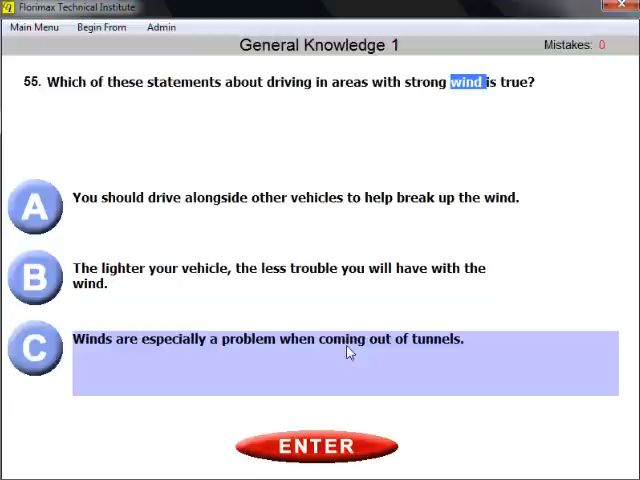 Florimax Technical Institute
Main Menu Begin From Admin
General Knowledge 1 Mistakes: 0
55. Which of these statements about driving in areas with strong wind is true?
A You should drive alongside other vehicles to help break up the wind.
B The lighter your vehicle, the less trouble you will have with the
wind.
C Winds are especially a problem when coming out of tunnels.
ENTER